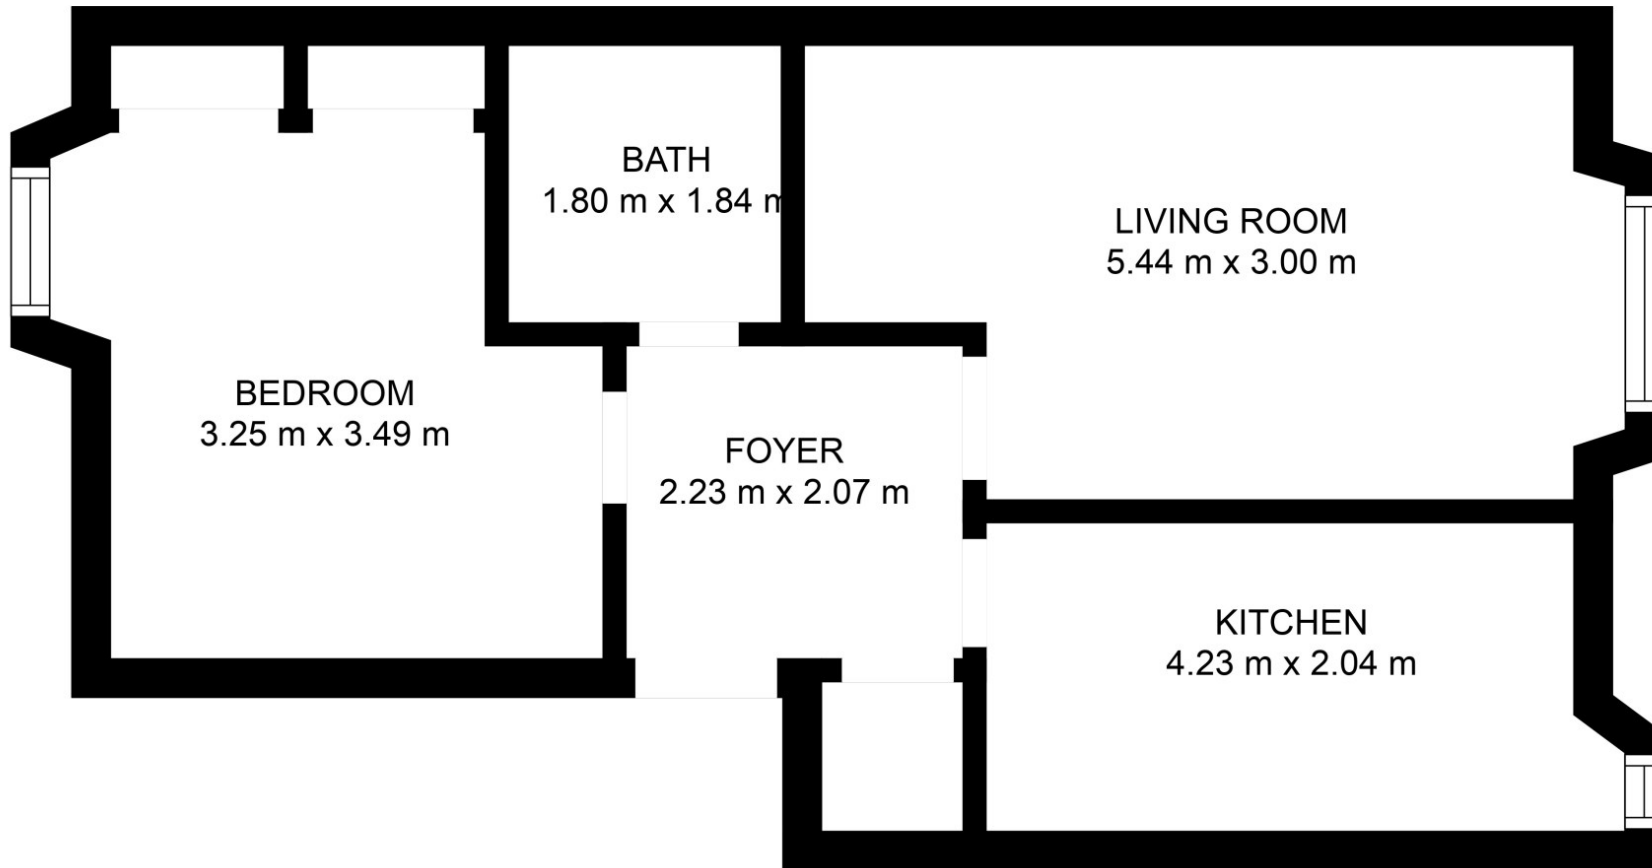 BATH
1.80 m x 1.84 m
LIVING ROOM
5.44 m x 3.00 m
BEDROOM
3.25 m x 3.49 m
FOYER
2.23 m x 2.07 m
KITCHEN
4.23 m x 2.04 m